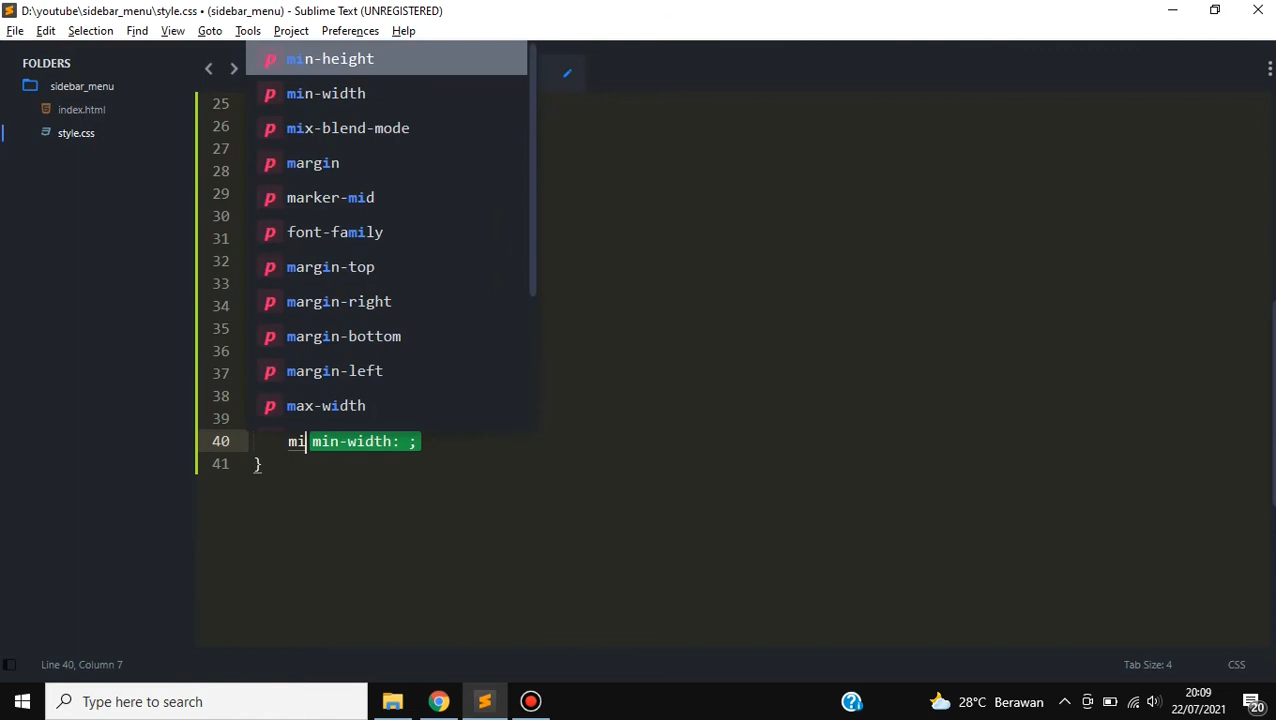 D:\youtube\sidebar_menu\style.css • (sidebar_menu) - Sublime Text (UNREGISTERED)
File Edit Selection Find View Goto Tools Project Preferences Help
FOLDERS
sidebar_menu
index.html
style.css
p min-height
p min-width
p mix-blend-mode
p margin
p marker-mid
p font-family
p margin-top
p margin-right
p margin-bottom
p margin-left
p max-width
25
26
27
28
29
30
31
32
33
34
35
36
37
38
39
40 mi min-width: ;
41 }
Line 40, Column 7 Tab Size: 4 CSS
Type here to search
28°C Berawan
20:09
22/07/2021
20